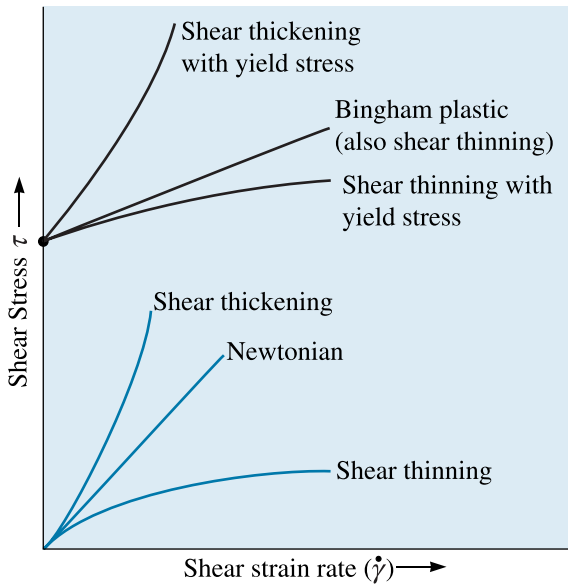 Shear thickening
with yield stress
Bingham plastic
(also shear thinning)
Shear thinning with
yield stress
Shear Stress τ
Shear thickening
Newtonian
Shear thinning
Shear strain rate (γ̇)